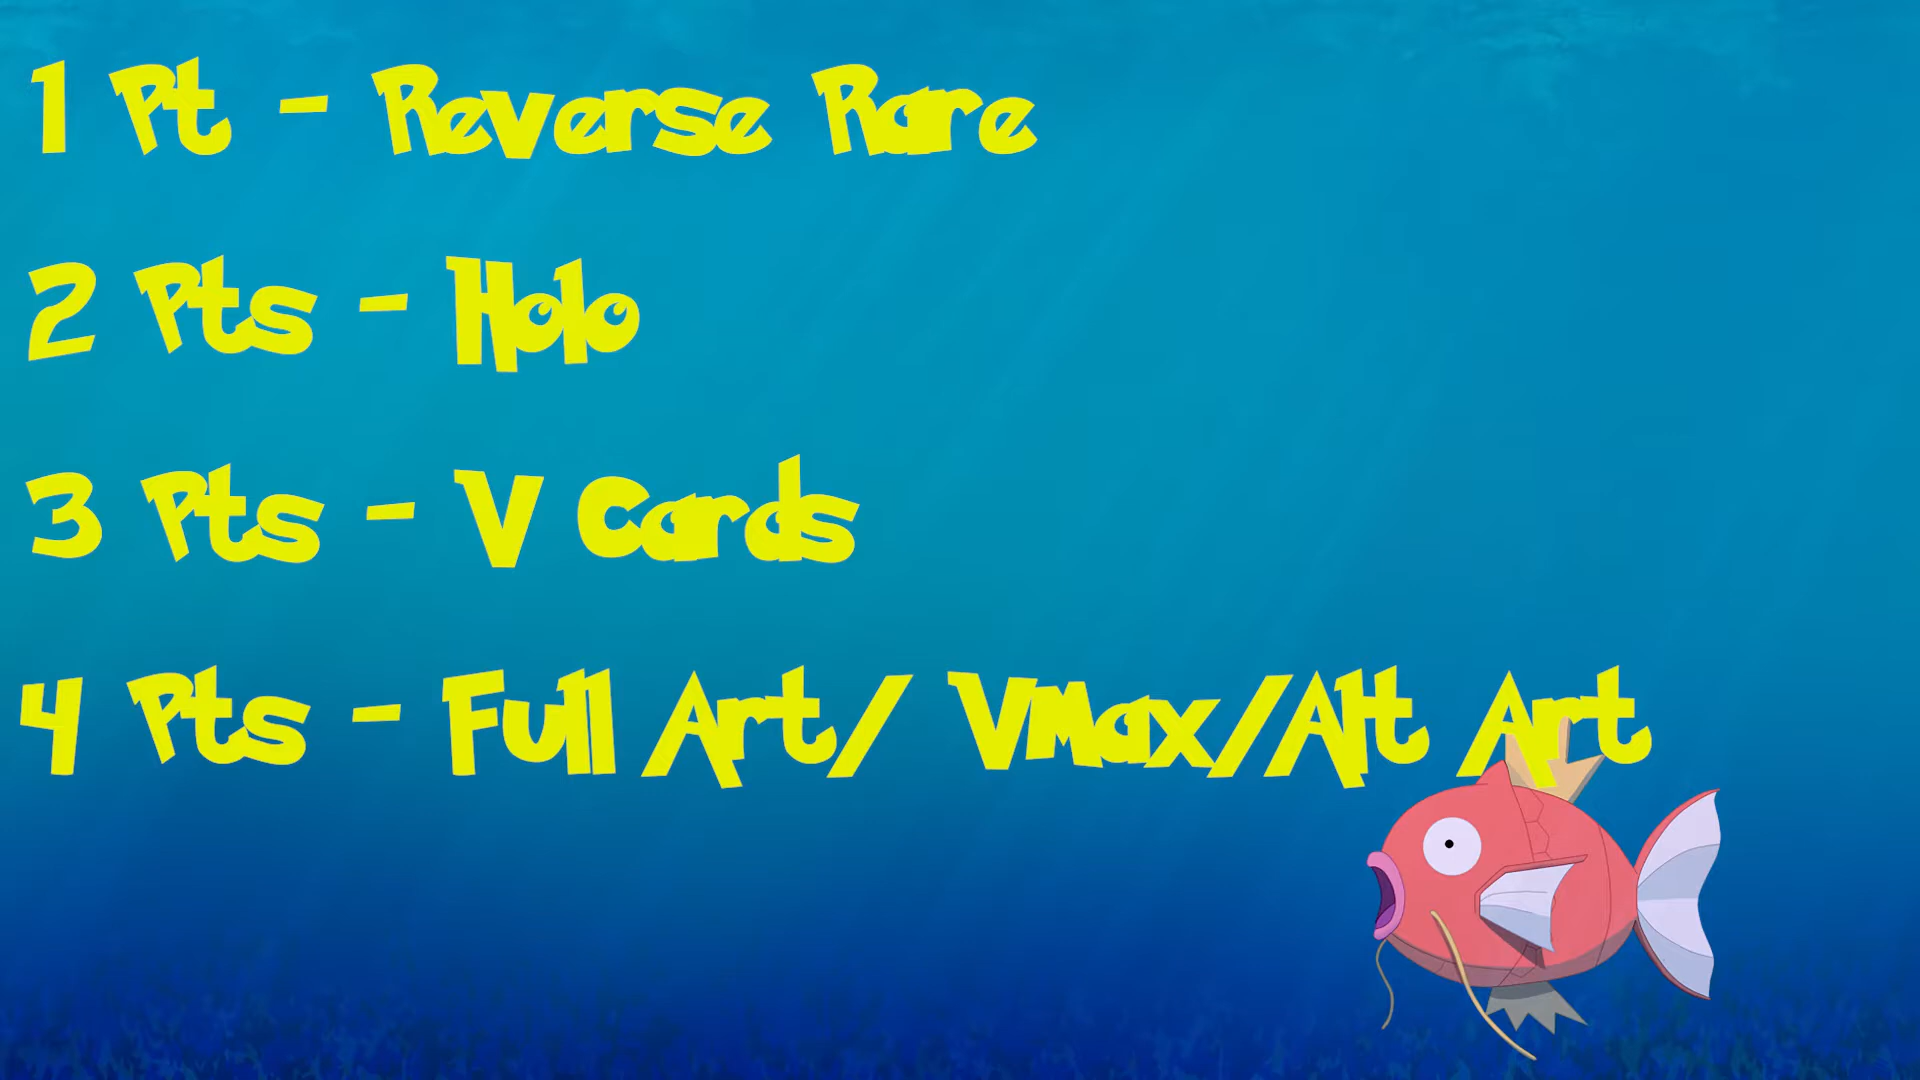 1 Pt - Reverse Rare
2 Pts - Holo
3 Pts - V Cards
4 Pts - Full Art/ VMax/Alt Art